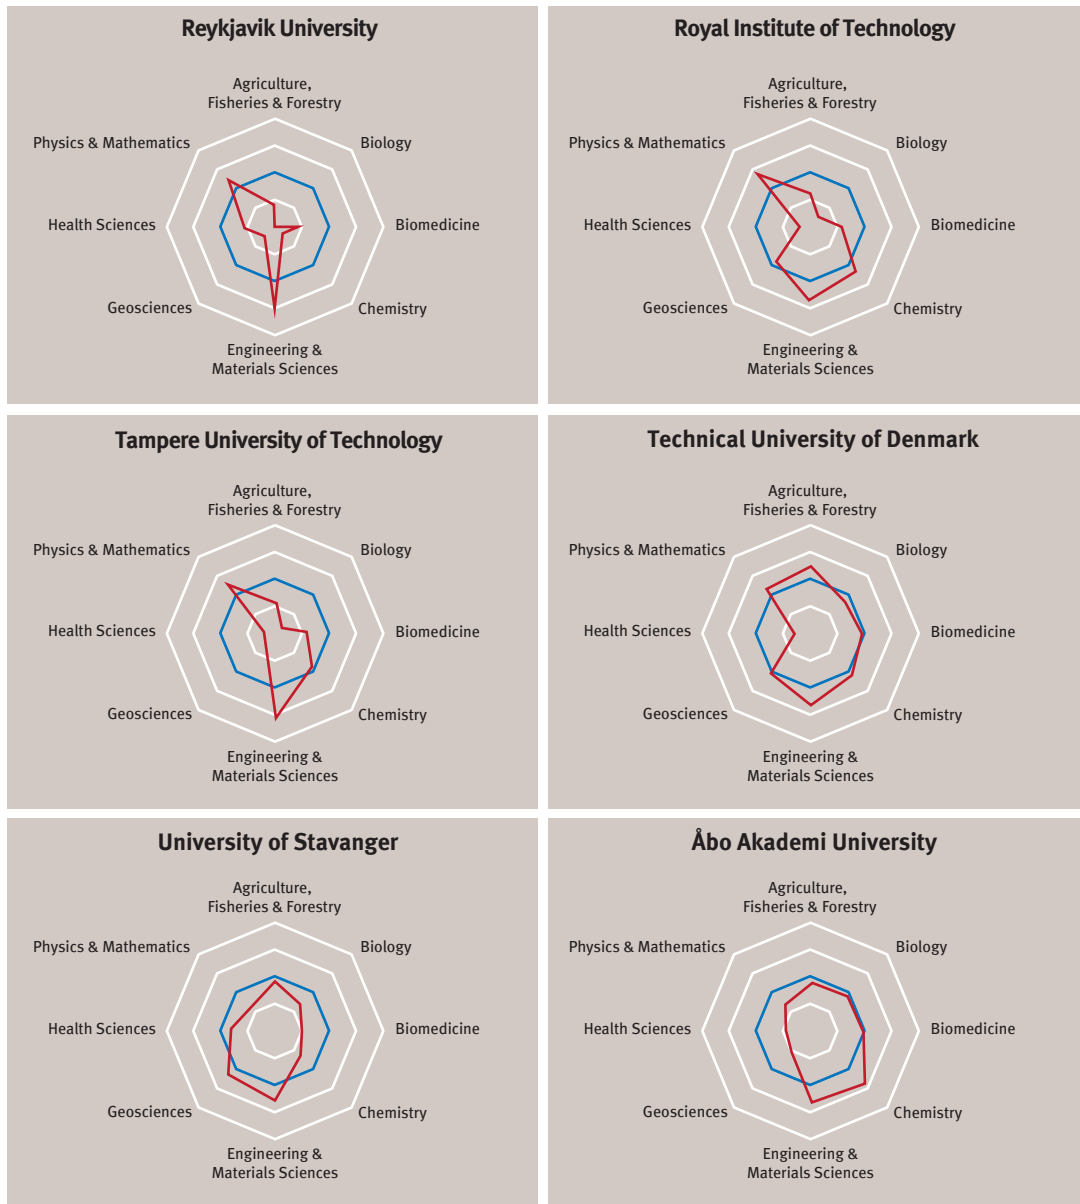 Reykjavik University
Agriculture,
Fisheries & Forestry
Physics & Mathematics
Biology
Health Sciences
Biomedicine
Geosciences
Chemistry
Engineering &
Materials Sciences
Royal Institute of Technology
Agriculture,
Fisheries & Forestry
Physics & Mathematics
Biology
Health Sciences
Biomedicine
Geosciences
Chemistry
Engineering &
Materials Sciences
Tampere University of Technology
Agriculture,
Fisheries & Forestry
Physics & Mathematics
Biology
Health Sciences
Biomedicine
Geosciences
Chemistry
Engineering &
Materials Sciences
Technical University of Denmark
Agriculture,
Fisheries & Forestry
Physics & Mathematics
Biology
Health Sciences
Biomedicine
Geosciences
Chemistry
Engineering &
Materials Sciences
University of Stavanger
Agriculture,
Fisheries & Forestry
Physics & Mathematics
Biology
Health Sciences
Biomedicine
Geosciences
Chemistry
Engineering &
Materials Sciences
Åbo Akademi University
Agriculture,
Fisheries & Forestry
Physics & Mathematics
Biology
Health Sciences
Biomedicine
Geosciences
Chemistry
Engineering &
Materials Sciences